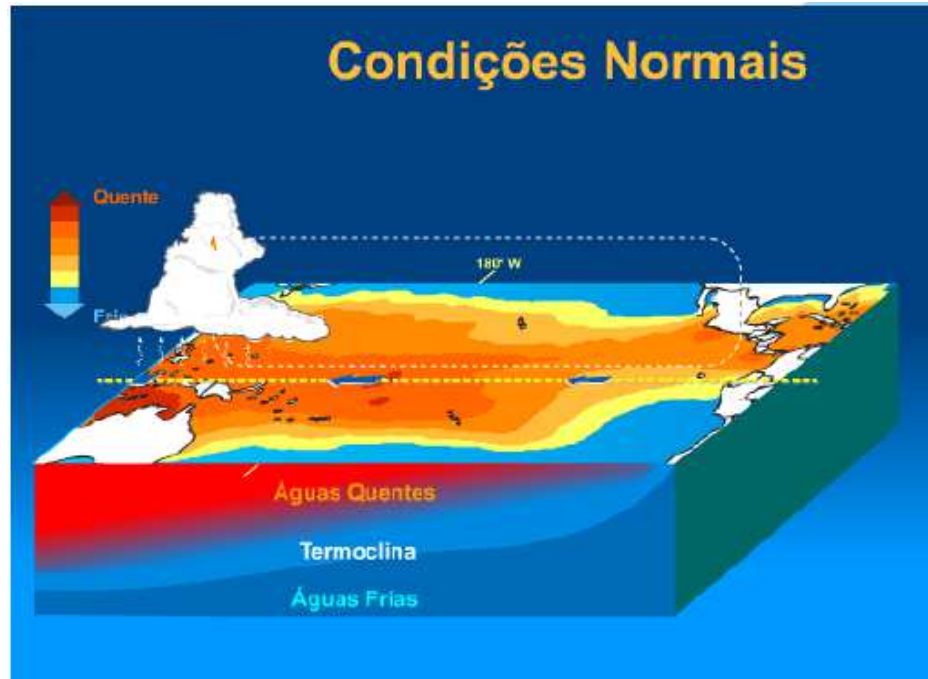 Condições Normais
Quente
180° W
Águas Quentes
Termoclina
Águas Frias